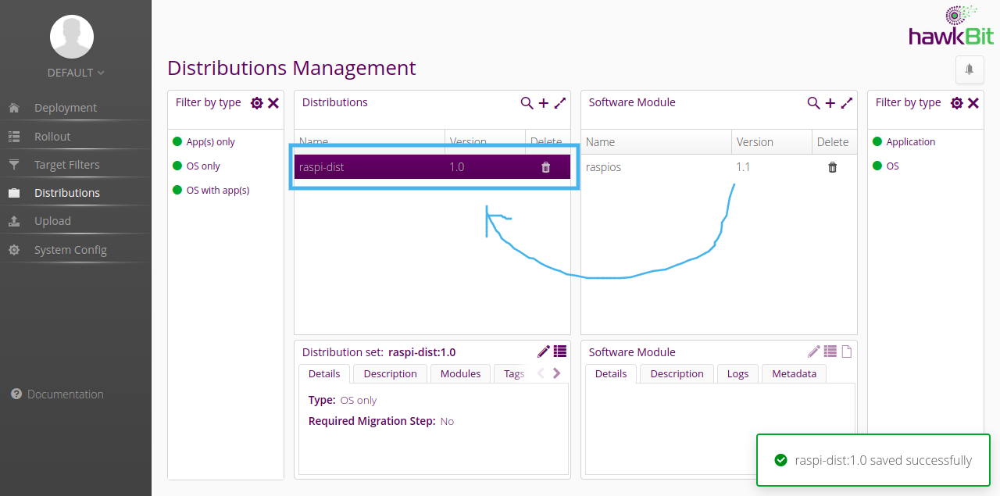 hawkBit
DEFAULT
Deployment
Rollout
Target Filters
Distributions
Upload
System Config
Documentation
Distributions Management
Filter by type
App(s) only
OS only
OS with app(s)
Distributions
Name Version Delete
raspi-dist 1.0
Software Module
Name Version Delete
raspios 1.1
Filter by type
Application
OS
Distribution set: raspi-dist:1.0
Details Description Modules Tags
Type: OS only
Required Migration Step: No
Software Module
Details Description Logs Metadata
raspi-dist:1.0 saved successfully